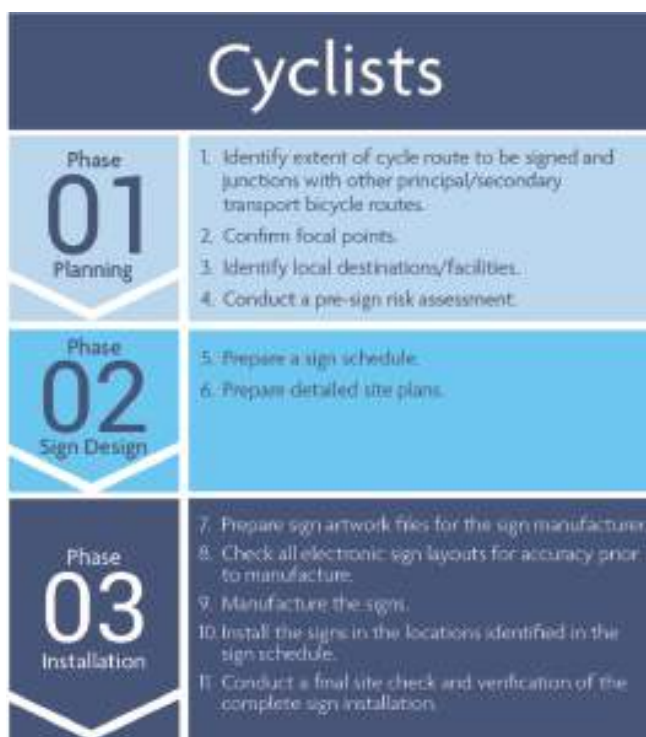 Cyclists
Phase
01
Planning
1. Identify extent of cycle route to be signed and
junctions with other principal/secondary
transport bicycle routes.
2. Confirm focal points.
3. Identify local destinations/facilities.
4. Conduct a pre-sign risk assessment.
Phase
02
Sign Design
5. Prepare a sign schedule.
6. Prepare detailed site plans.
Phase
03
Installation
7. Prepare sign artwork files for the sign manufacturer
8. Check all electronic sign layouts for accuracy prior
to manufacture.
9. Manufacture the signs.
10. Install the signs in the locations identified in the
sign schedule.
11. Conduct a final site check and verification of the
complete sign installation.